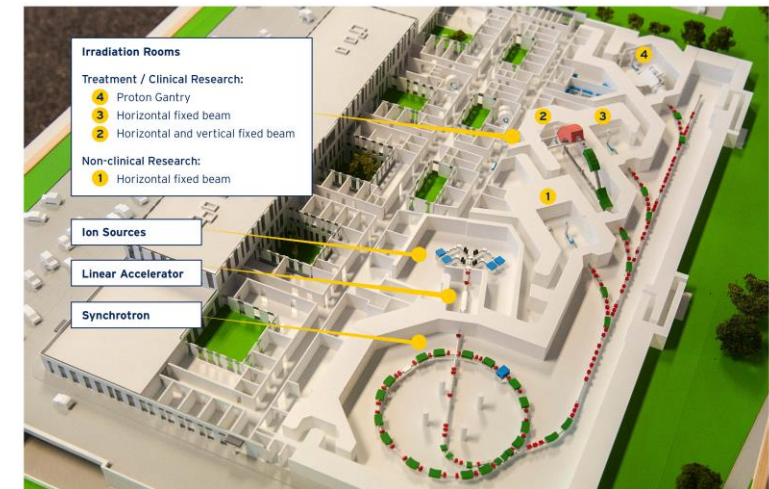 Irradiation Rooms
Treatment / Clinical Research:
4 Proton Gantry
3 Horizontal fixed beam
2 Horizontal and vertical fixed beam
Non-clinical Research:
1 Horizontal fixed beam
Ion Sources
Linear Accelerator
Synchrotron
4
2
3
1